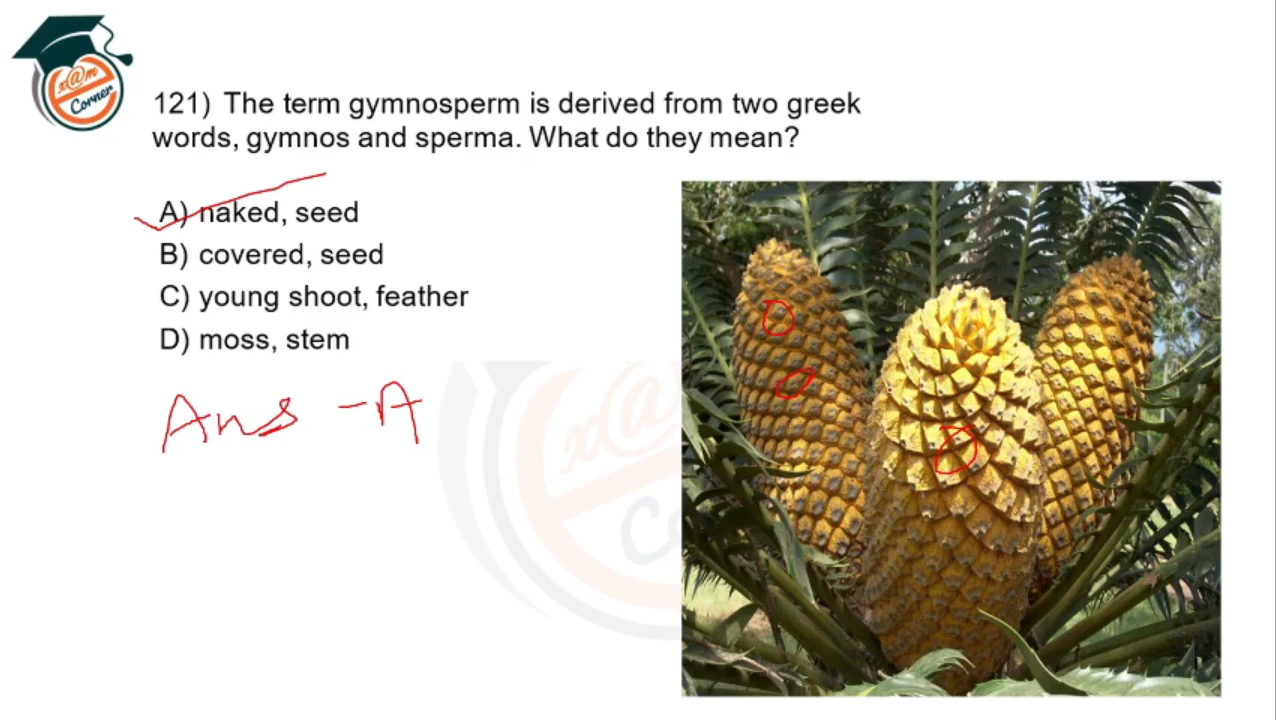 x@m
Corner
121) The term gymnosperm is derived from two greek
words, gymnos and sperma. What do they mean?
A) naked, seed
B) covered, seed
C) young shoot, feather
D) moss, stem
Ans - A